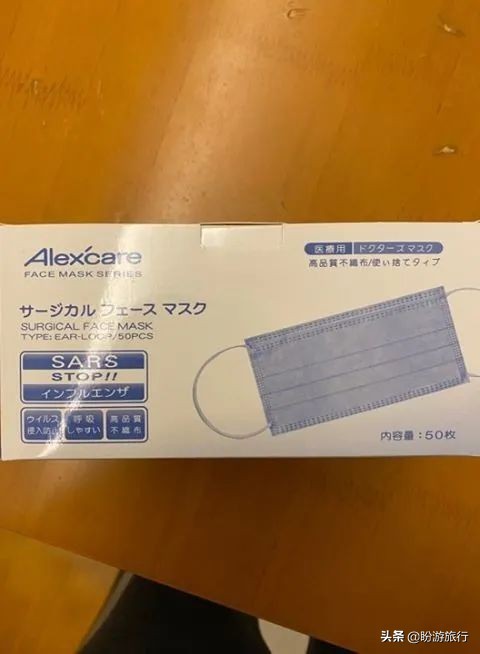 Alexcare
FACE MASK SERIES
医療用 ドクターズ マスク
高品質不織布/使い捨てタイプ
サージカル フェース マスク
SURGICAL FACE MASK
TYPE: EAR-LOOP/50PCS
SARS
STOP!!
インフルエンザ
ウイルス
侵入防止
呼吸
しやすい
高品質
不織布
内容量：50枚
头条 @盼游旅行